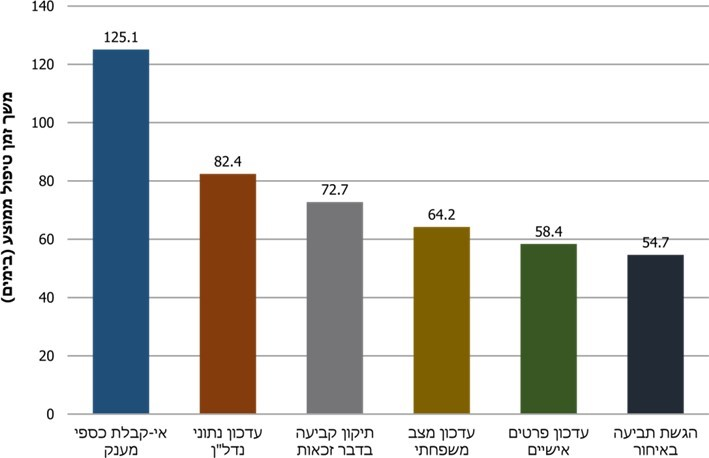 משך זמן טיפול ממוצע (בימים)
140
120
100
80
60
40
20
0
125.1
82.4
72.7
64.2
58.4
54.7
אי-קבלת כספי
מענק
עדכון נתוני
נדל"ן
תיקון קביעה
בדבר זכאות
עדכון מצב
משפחתי
עדכון פרטים
אישיים
הגשת תביעה
באיחור